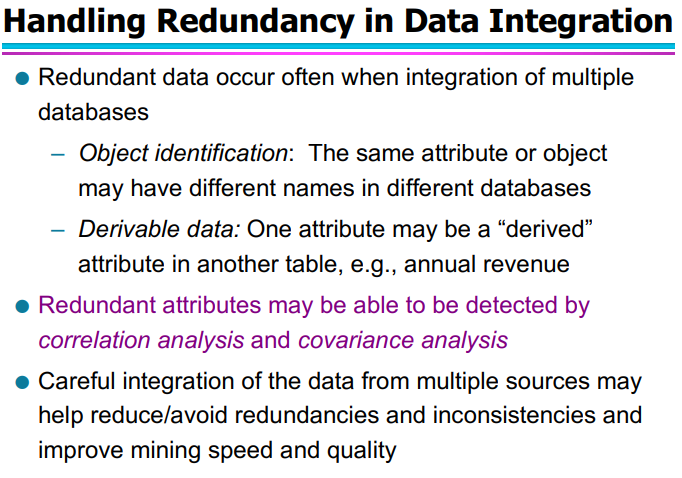 Handling Redundancy in Data Integration
● Redundant data occur often when integration of multiple
databases
– Object identification:  The same attribute or object
may have different names in different databases
– Derivable data: One attribute may be a “derived”
attribute in another table, e.g., annual revenue
● Redundant attributes may be able to be detected by
correlation analysis and covariance analysis
● Careful integration of the data from multiple sources may
help reduce/avoid redundancies and inconsistencies and
improve mining speed and quality